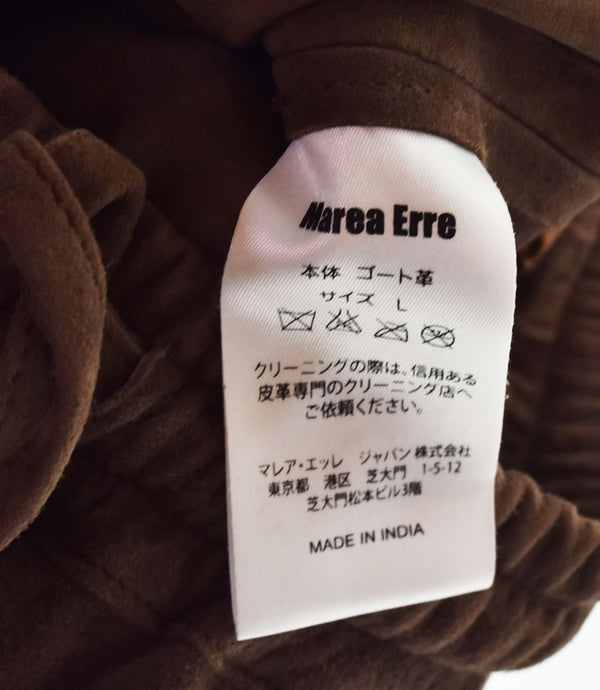 Marea Erre
本体 ゴート革
サイズ L
クリーニングの際は、信用ある
皮革専門のクリーニング店へ
ご依頼ください。
マレア・エッレ ジャパン株式会社
東京都 港区 芝大門 1-5-12
芝大門松本ビル3階
MADE IN INDIA